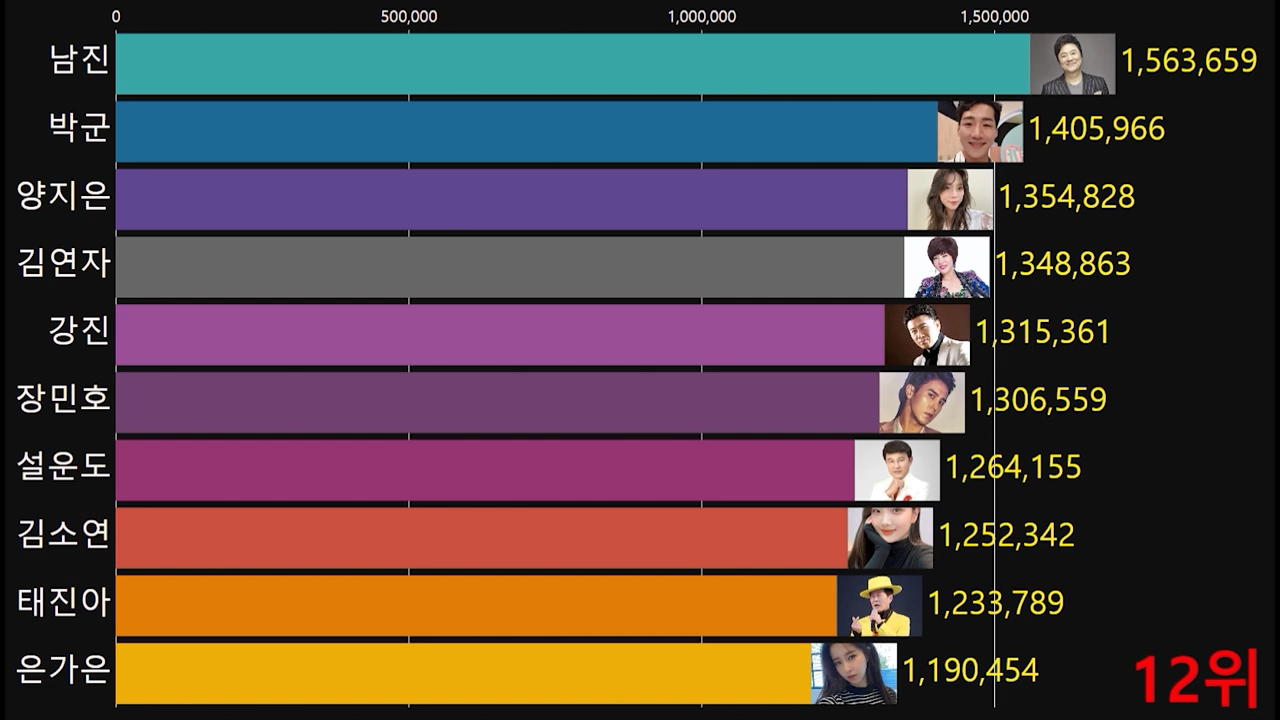 0 500,000 1,000,000 1,500,000
남진 1,563,659
박군 1,405,966
양지은 1,354,828
김연자 1,348,863
강진 1,315,361
장민호 1,306,559
설운도 1,264,155
김소연 1,252,342
태진아 1,233,789
은가은 1,190,454
12위